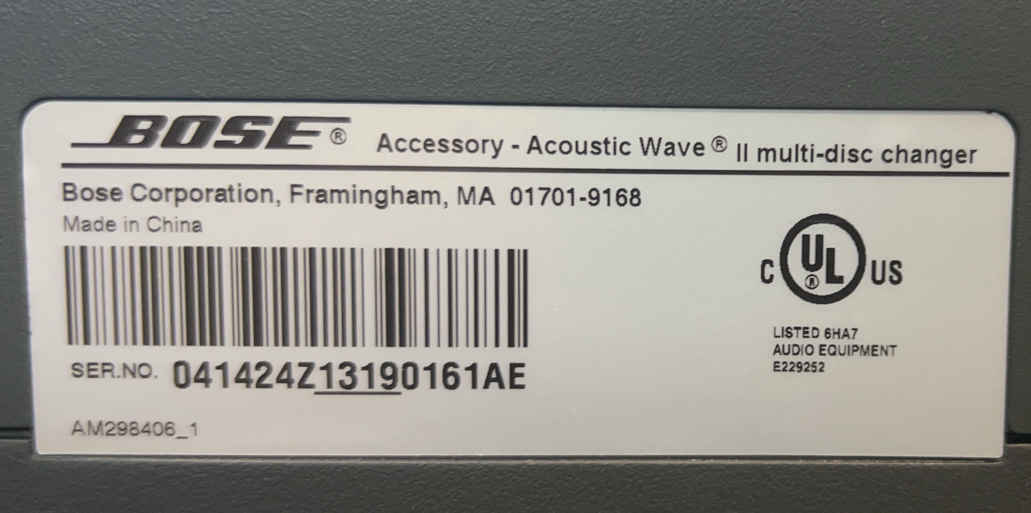 BOSE® Accessory - Acoustic Wave® II multi-disc changer
Bose Corporation, Framingham, MA 01701-9168
Made in China
C UL® US
LISTED 6HA7
AUDIO EQUIPMENT
E229252
SER.NO. 041424Z13190161AE
AM298406_1